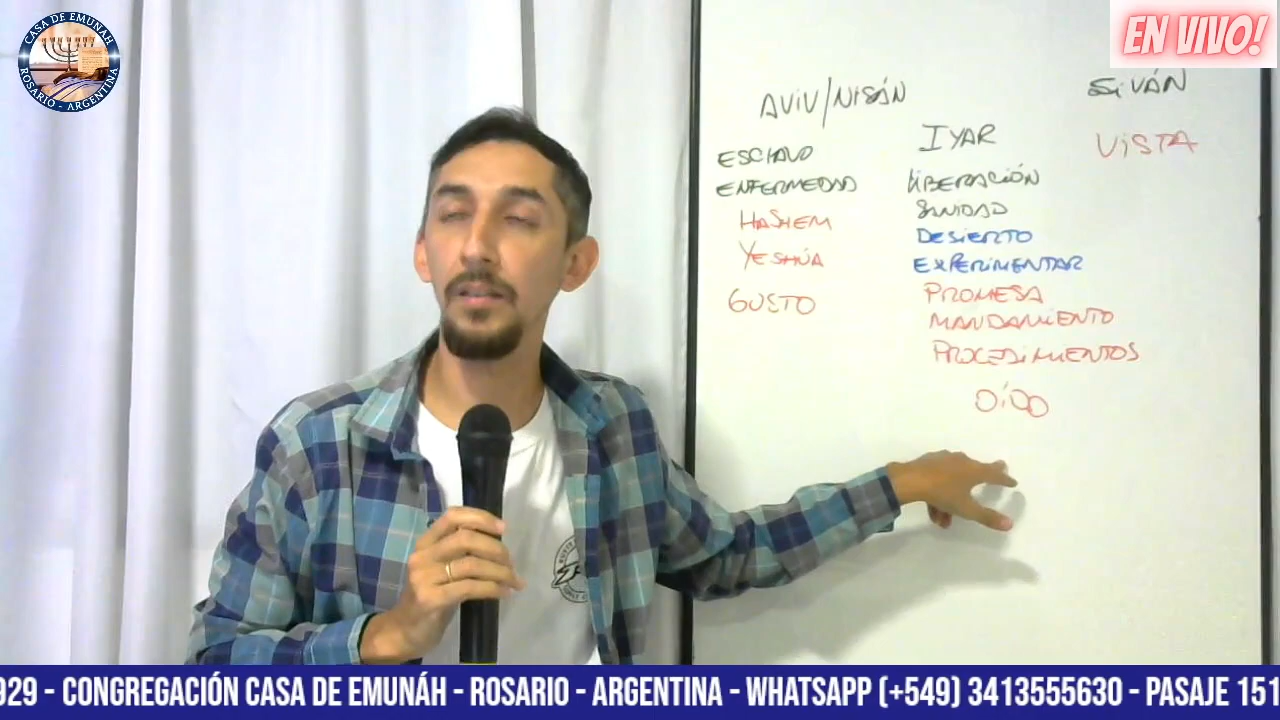 CASA DE EMUNAH
ROSARIO - ARGENTINA
EN VIVO!
AVIV/NISÁN
ESCLAVO
ENFERMEDAD
HASHEM
YESHÚA
GUSTO
IYAR
LIBERACIÓN
SANIDAD
DESIERTO
EXPERIMENTAR
PROMESA
MANDAMIENTO
PROCEDIMIENTOS
OÍDO
SIVÁN
VISTA
929 - CONGREGACIÓN CASA DE EMUNÁH - ROSARIO - ARGENTINA - WHATSAPP (+549) 3413555630 - PASAJE 151